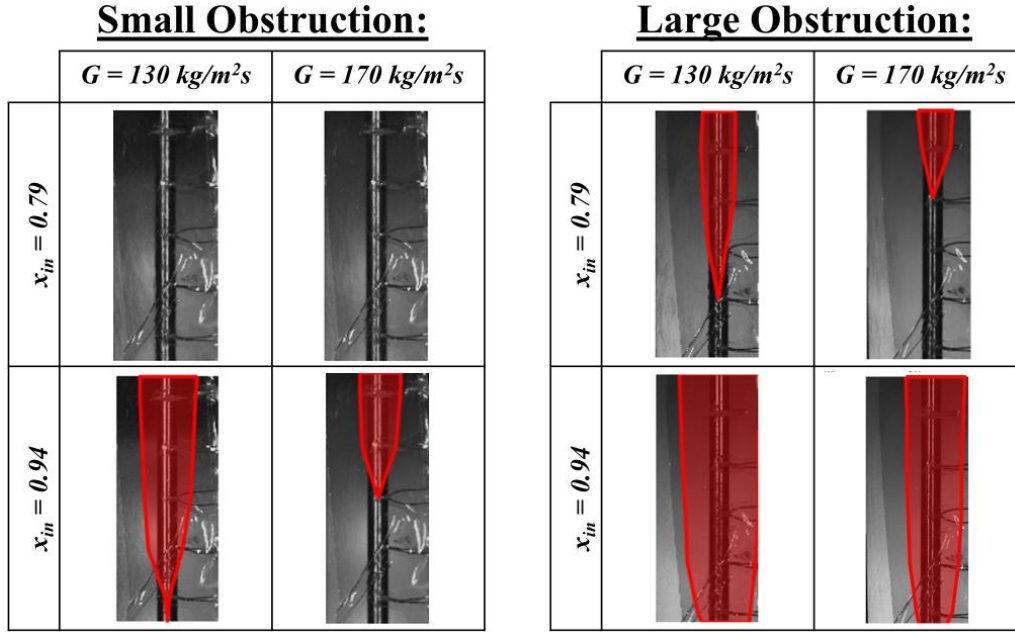 Small Obstruction:
G = 130 kg/m²s
G = 170 kg/m²s
x_in = 0.79
x_in = 0.94
Large Obstruction:
G = 130 kg/m²s
G = 170 kg/m²s
x_in = 0.79
x_in = 0.94